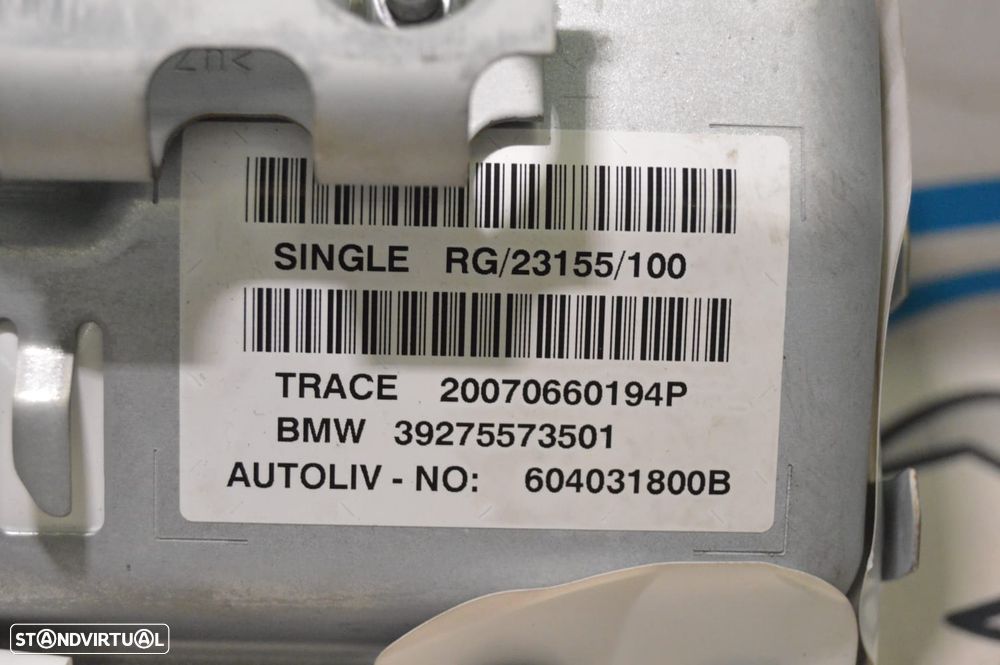 SINGLE RG/23155/100
TRACE 20070660194P
BMW 39275573501
AUTOLIV - NO: 604031800B
STANDVIRTUAL